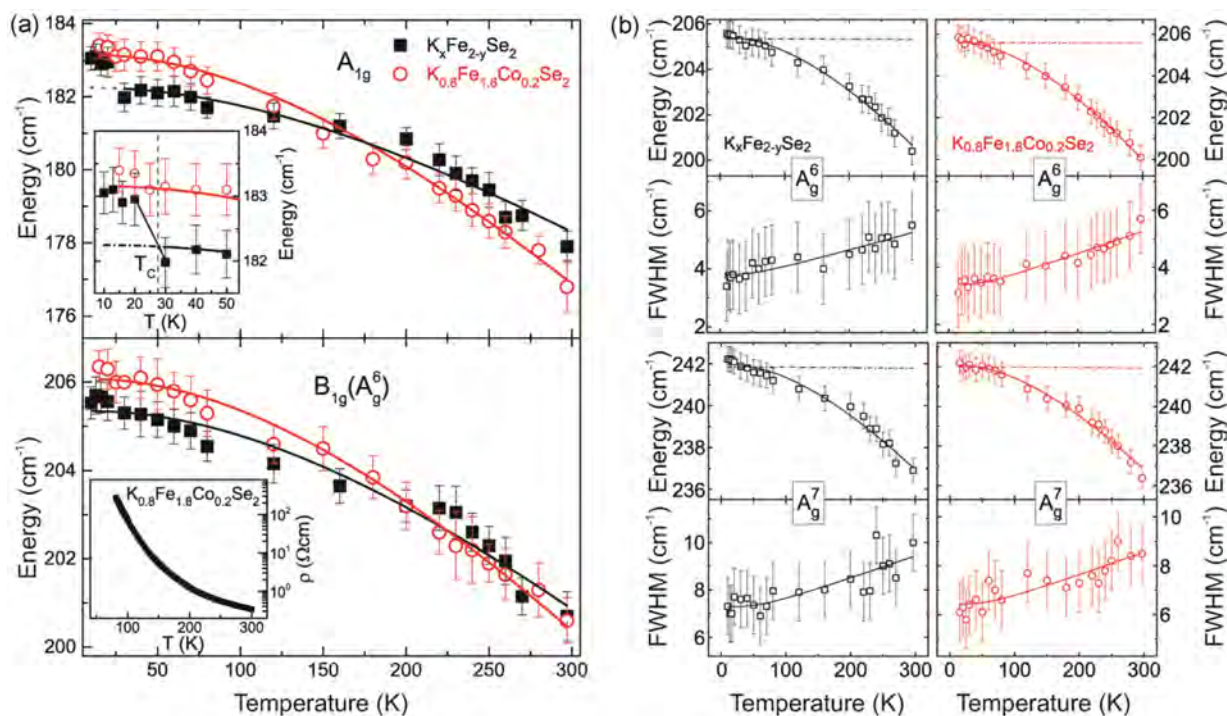 (a)
184
182
180
178
176
Energy (cm⁻¹)
A₁g
KₓFe₂₋ySe₂
K₀.₈Fe₁.₈Co₀.₂Se₂
184
183
182
Energy (cm⁻¹)
T_C
10 20 30 40 50
T (K)
206
204
202
200
Energy (cm⁻¹)
B₁g(A⁶g)
K₀.₈Fe₁.₈Co₀.₂Se₂
10²
10¹
10⁰
ρ (Ωcm)
100 200 300
T (K)
50 100 150 200 250 300
Temperature (K)
(b)
206
204
202
200
Energy (cm⁻¹)
KₓFe₂₋ySe₂
K₀.₈Fe₁.₈Co₀.₂Se₂
206
204
202
200
Energy (cm⁻¹)
A⁶g
A⁶g
6
4
2
FWHM (cm⁻¹)
6
4
2
FWHM (cm⁻¹)
242
240
238
236
Energy (cm⁻¹)
242
240
238
236
Energy (cm⁻¹)
A⁷g
A⁷g
10
8
6
FWHM (cm⁻¹)
10
8
6
FWHM (cm⁻¹)
0 100 200 300
0 100 200 300
Temperature (K)
Temperature (K)